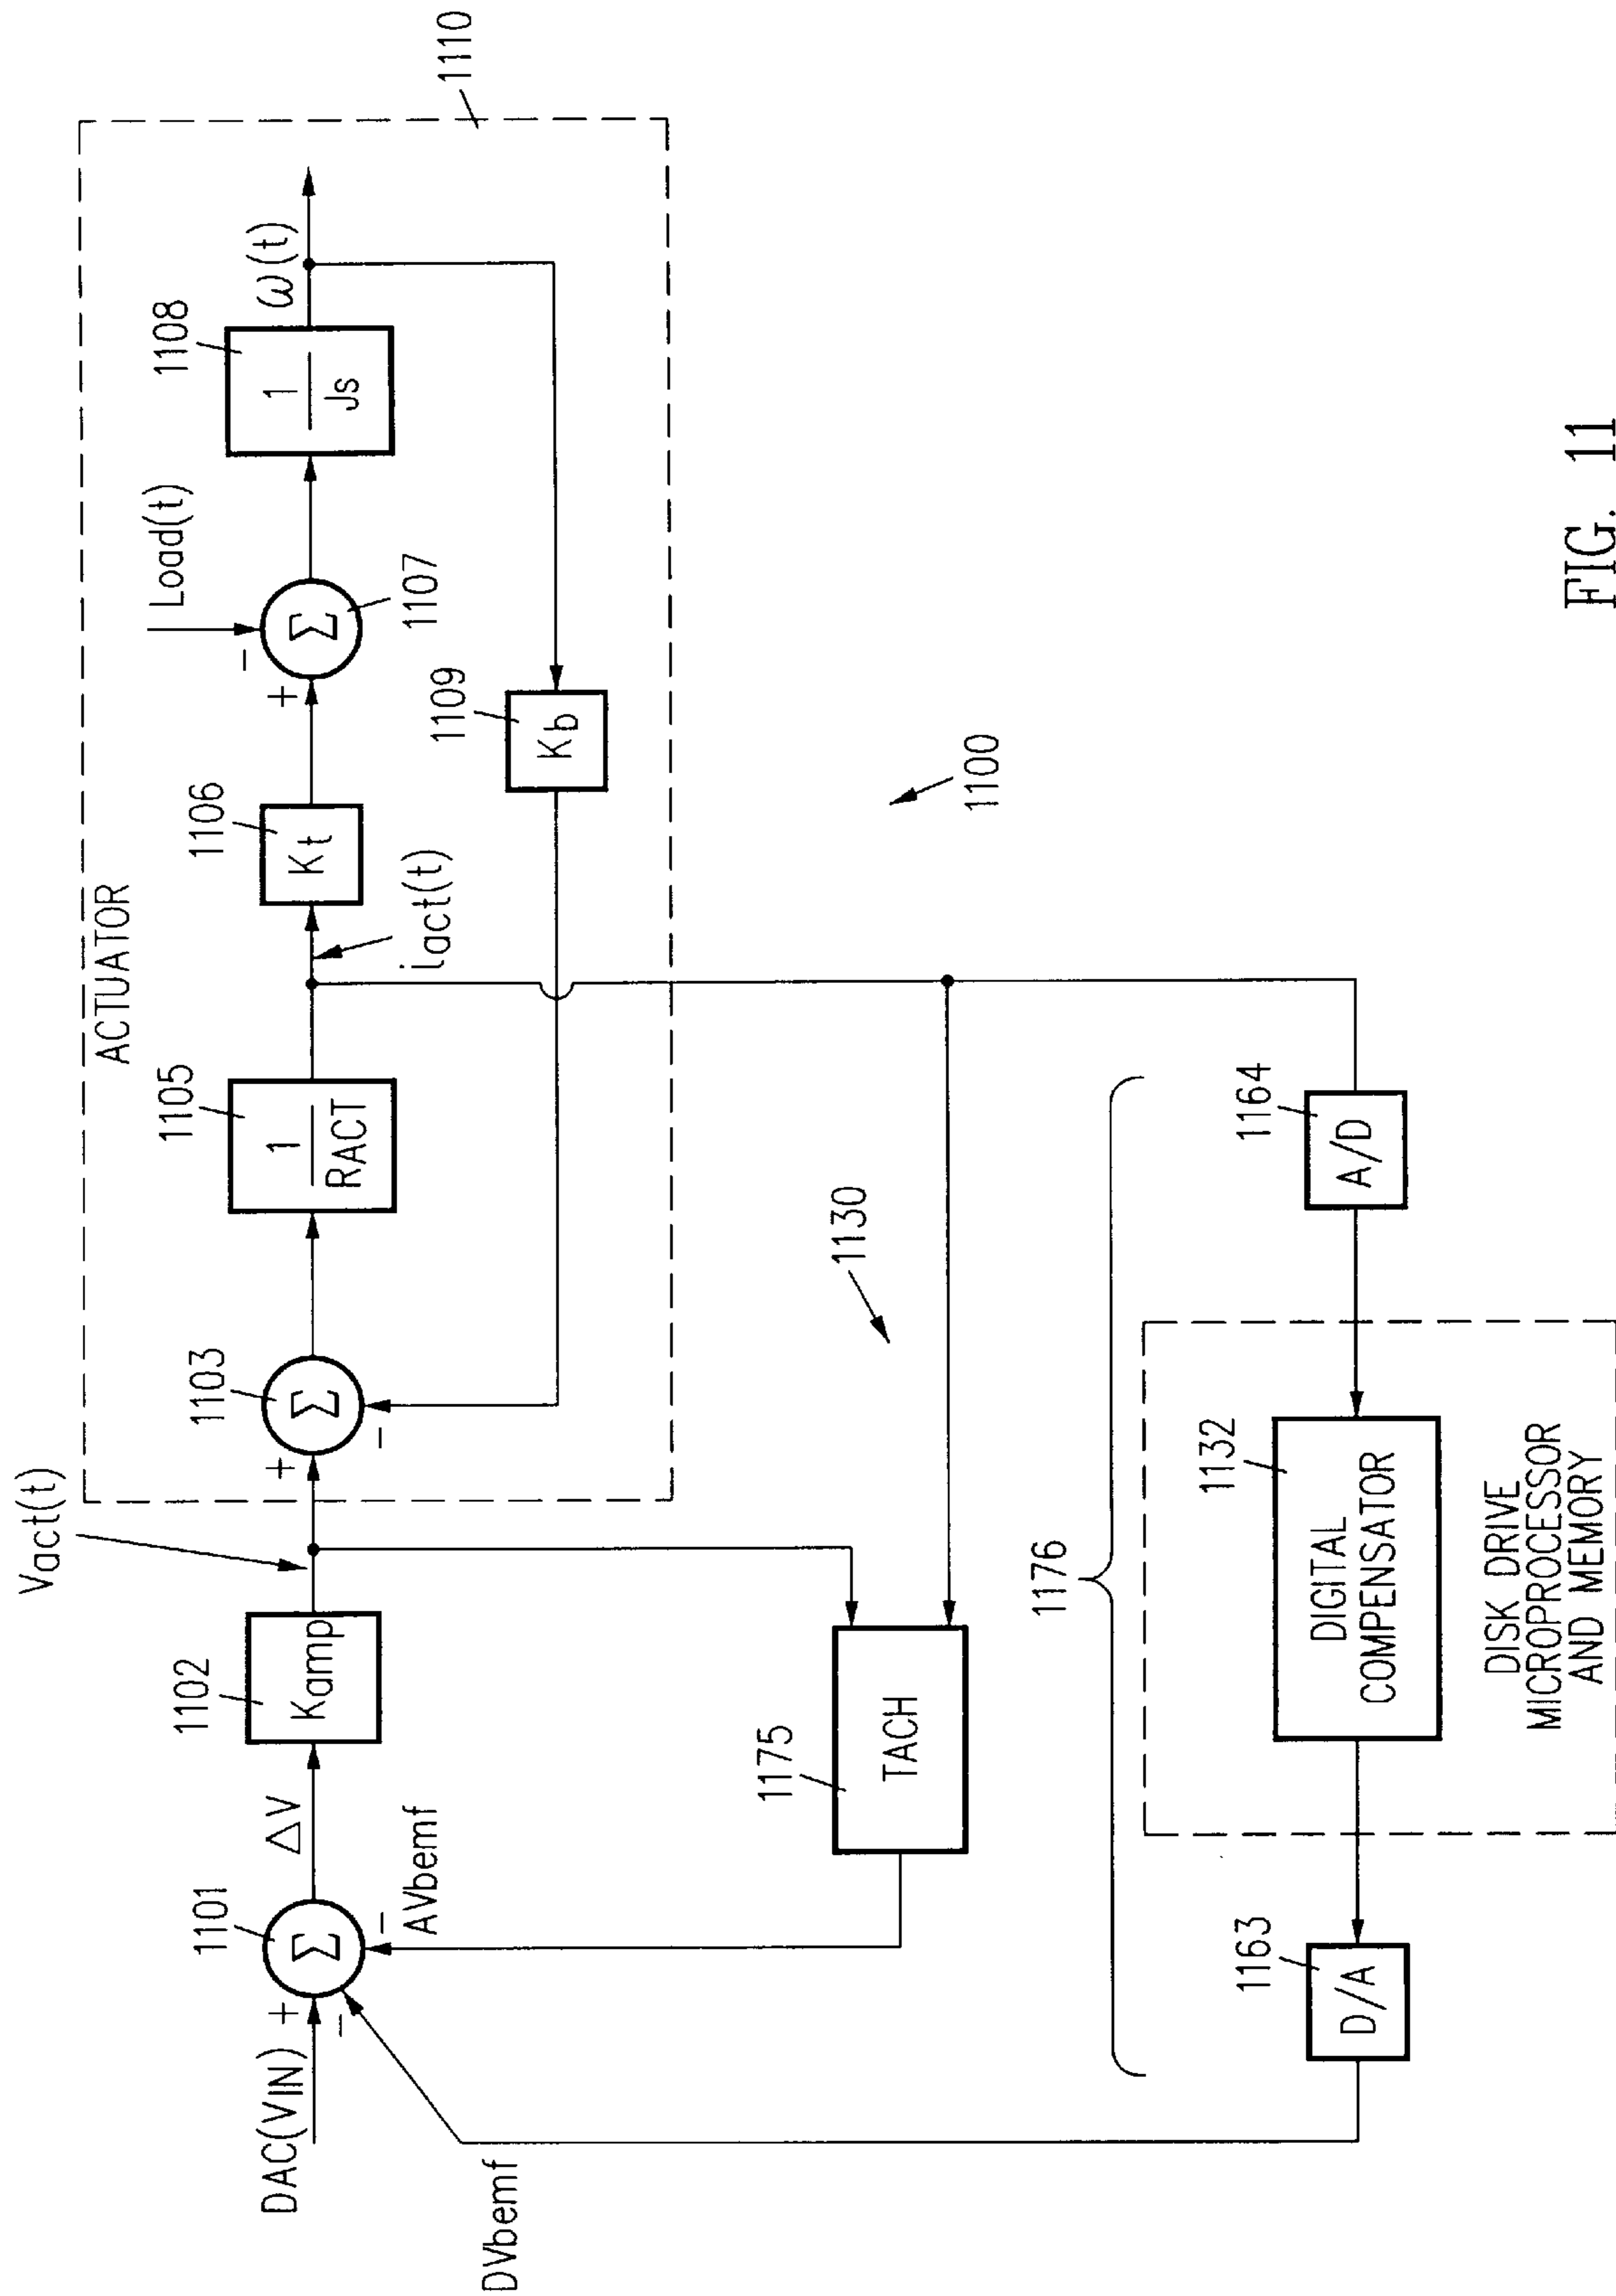 ACTUATOR
1110
DAC(VIN)
+
-
-
1101
Σ
ΔV
1102
Kamp
Vact(t)
+
-
1103
Σ
1105
1
RACT
iact(t)
1106
Kt
+
-
Load(t)
Σ
1107
1108
1
Js
ω(t)
1109
Kb
AVbemf
DVbemf
1175
TACH
1130
1100
1176
1163
D/A
1132
DIGITAL
COMPENSATOR
1164
A/D
DISK DRIVE
MICROPROCESSOR
AND MEMORY
FIG. 11